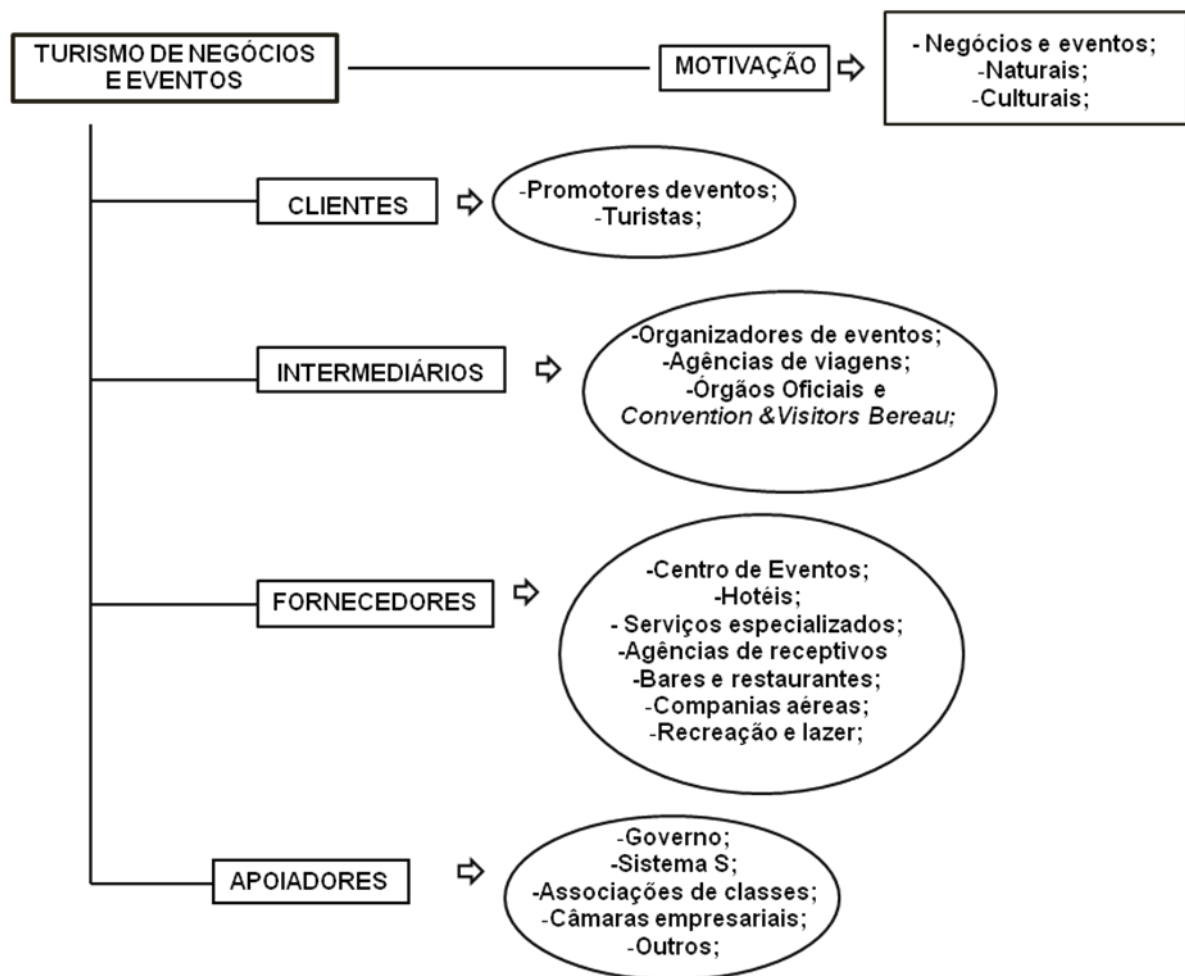 TURISMO DE NEGÓCIOS
E EVENTOS
MOTIVAÇÃO
- Negócios e eventos;
-Naturais;
-Culturais;
CLIENTES
-Promotores deventos;
-Turistas;
INTERMEDIÁRIOS
-Organizadores de eventos;
-Agências de viagens;
-Órgãos Oficiais e
Convention &Visitors Bereau;
FORNECEDORES
-Centro de Eventos;
-Hotéis;
- Serviços especializados;
-Agências de receptivos
-Bares e restaurantes;
-Companias aéreas;
-Recreação e lazer;
APOIADORES
-Governo;
-Sistema S;
-Associações de classes;
-Câmaras empresariais;
-Outros;